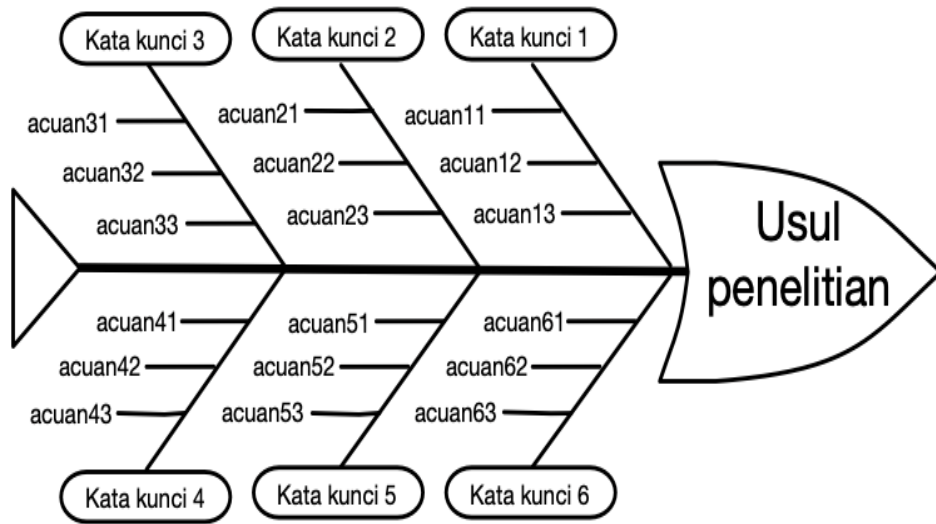 Kata kunci 3
Kata kunci 2
Kata kunci 1
acuan31
acuan32
acuan33
acuan21
acuan22
acuan23
acuan11
acuan12
acuan13
Usul
penelitian
acuan41
acuan42
acuan43
acuan51
acuan52
acuan53
acuan61
acuan62
acuan63
Kata kunci 4
Kata kunci 5
Kata kunci 6